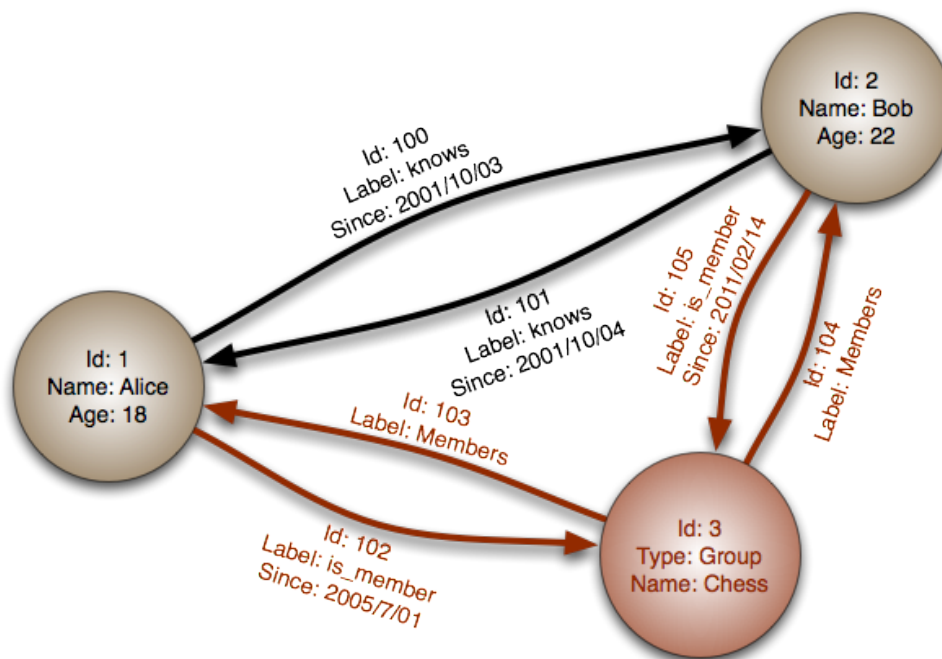 Id: 2
Name: Bob
Age: 22
Id: 100
Label: knows
Since: 2001/10/03
Id: 101
Label: knows
Since: 2001/10/04
Id: 105
Label: is_member
Since: 2011/02/14
Id: 104
Label: Members
Id: 1
Name: Alice
Age: 18
Id: 103
Label: Members
Id: 102
Label: is_member
Since: 2005/7/01
Id: 3
Type: Group
Name: Chess